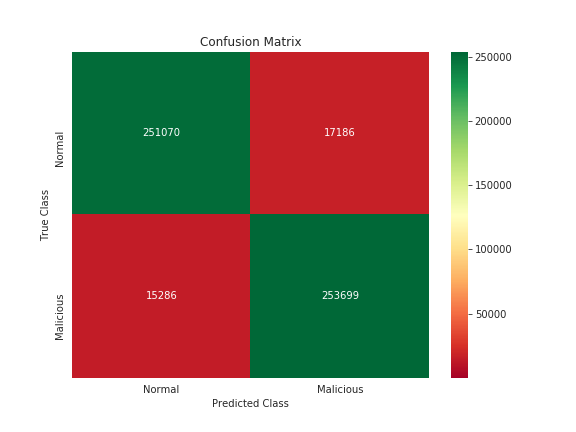 Confusion Matrix
True Class
Normal
251070
17186
Malicious
15286
253699
Normal
Malicious
Predicted Class
250000
200000
150000
100000
50000